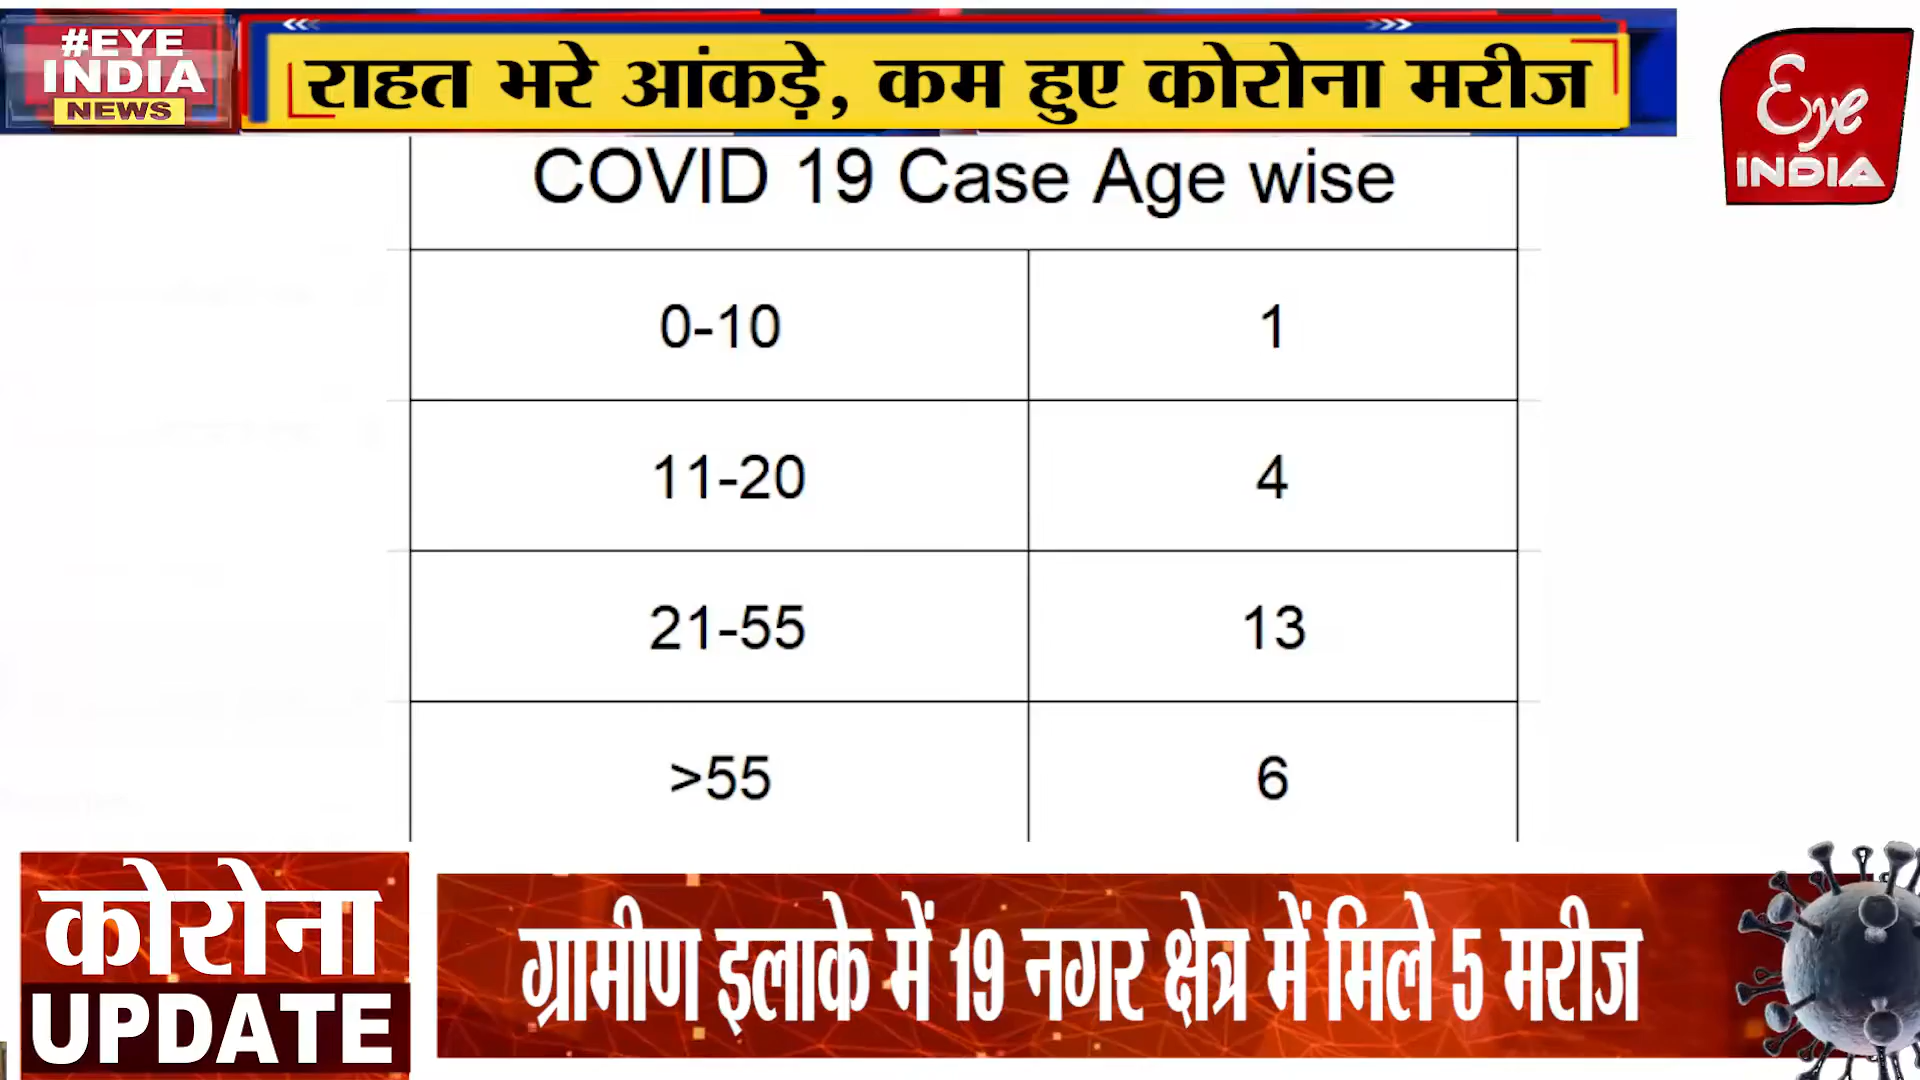 #EYE
INDIA
NEWS
राहत भरे आंकड़े, कम हुए कोरोना मरीज
Eye
INDIA
COVID 19 Case Age wise
0-10 1
11-20 4
21-55 13
>55 6
कोरोना
UPDATE
ग्रामीण इलाके में 19 नगर क्षेत्र में मिले 5 मरीज